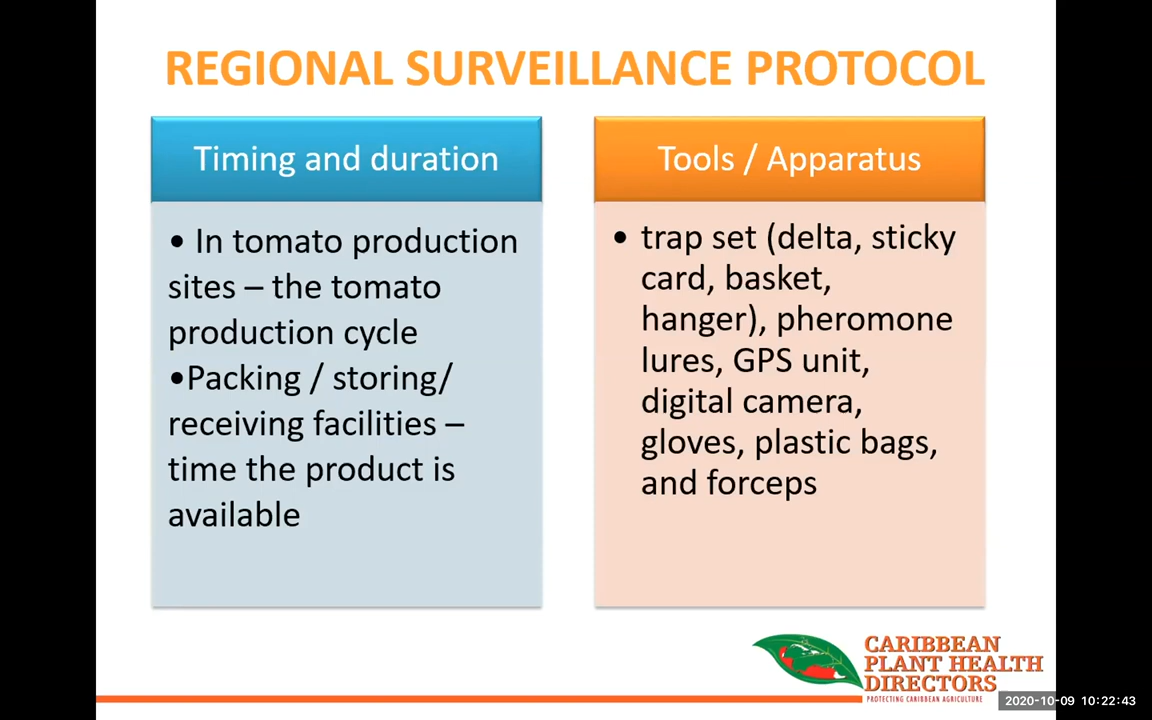 REGIONAL SURVEILLANCE PROTOCOL
Timing and duration
• In tomato production
sites – the tomato
production cycle
•Packing / storing/
receiving facilities –
time the product is
available
Tools / Apparatus
• trap set (delta, sticky
card, basket,
hanger), pheromone
lures, GPS unit,
digital camera,
gloves, plastic bags,
and forceps
CARIBBEAN
PLANT HEALTH
DIRECTORS
PROTECTING CARIBBEAN AGRICULTURE
2020-10-09 10:22:43